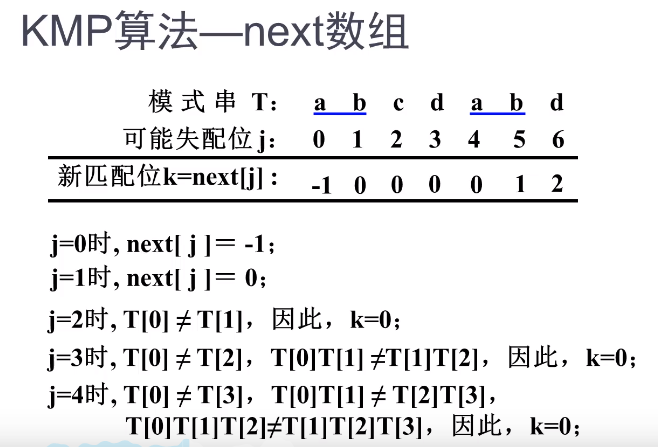 KMP算法—next数组
模 式 串 T： a b c d a b d
可能失配位 j： 0 1 2 3 4 5 6
新匹配位k=next[j]： -1 0 0 0 0 1 2
j=0时, next[ j ]＝ -1；
j=1时, next[ j ]＝ 0；
j=2时, T[0] ≠ T[1]，因此，k=0；
j=3时, T[0] ≠ T[2]，T[0]T[1] ≠T[1]T[2]，因此，k=0；
j=4时, T[0] ≠ T[3]，T[0]T[1] ≠ T[2]T[3]，
T[0]T[1]T[2]≠T[1]T[2]T[3]，因此，k=0；